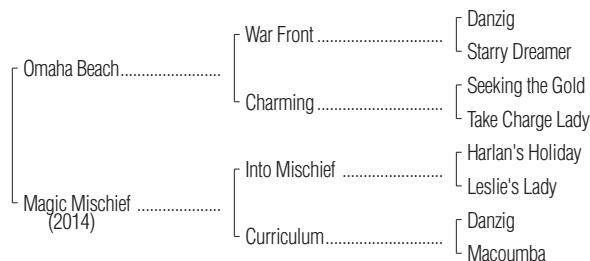 Danzig
War Front
Starry Dreamer
Omaha Beach
Seeking the Gold
Charming
Take Charge Lady
Harlan's Holiday
Into Mischief
Leslie's Lady
Magic Mischief
(2014)
Danzig
Curriculum
Macoumba